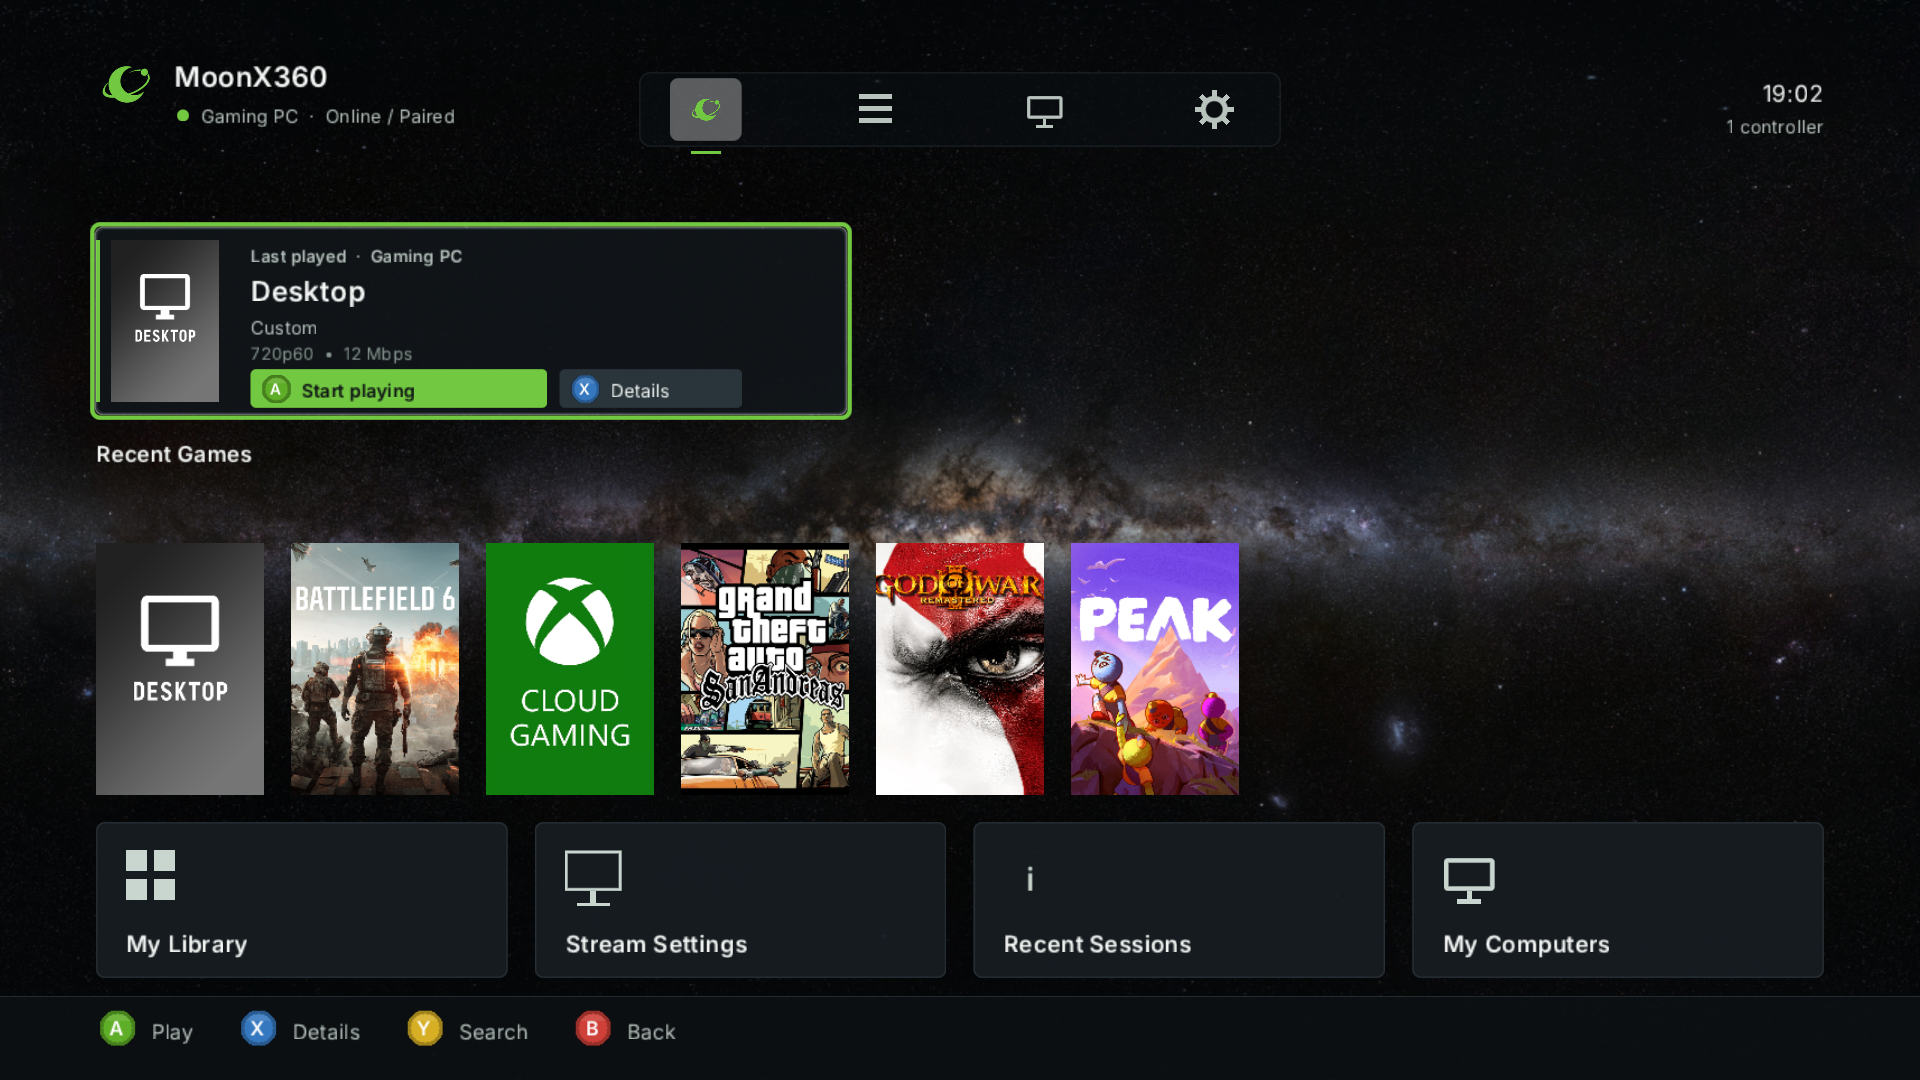 MoonX360
Gaming PC · Online / Paired
19:02
1 controller
DESKTOP
Last played · Gaming PC
Desktop
Custom
720p60 • 12 Mbps
A Start playing
X Details
Recent Games
DESKTOP
BATTLEFIELD 6
CLOUD
GAMING
grand
theft
auto
San Andreas
GOD OF WAR
III
REMASTERED
PEAK
My Library
Stream Settings
i
Recent Sessions
My Computers
A Play
X Details
Y Search
B Back